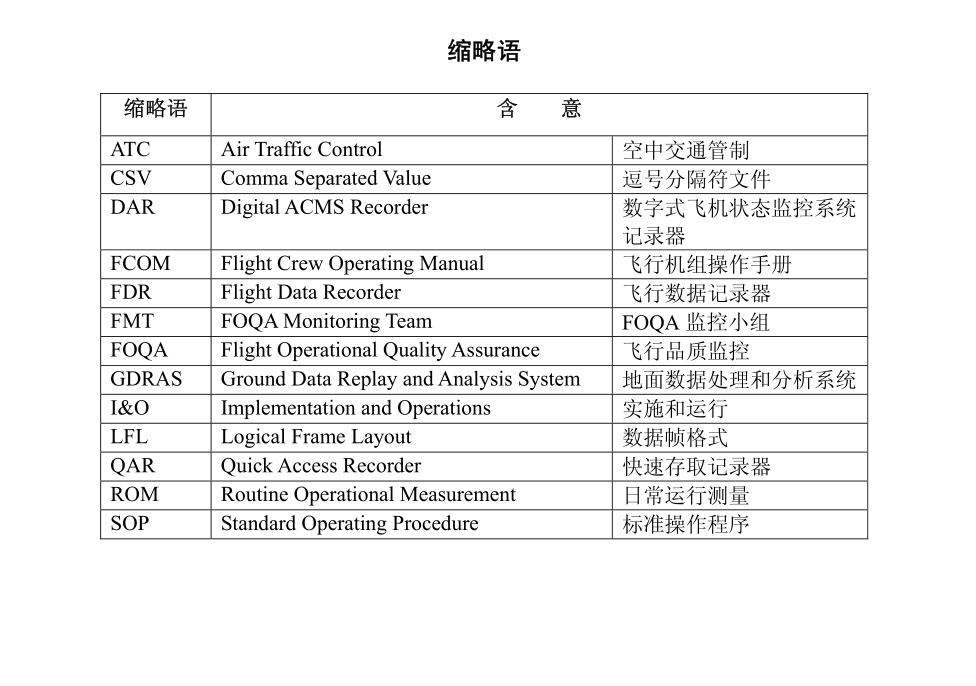 缩略语
缩略语 含 意
ATC Air Traffic Control 空中交通管制
CSV Comma Separated Value 逗号分隔符文件
DAR Digital ACMS Recorder 数字式飞机状态监控系统
记录器
FCOM Flight Crew Operating Manual 飞行机组操作手册
FDR Flight Data Recorder 飞行数据记录器
FMT FOQA Monitoring Team FOQA 监控小组
FOQA Flight Operational Quality Assurance 飞行品质监控
GDRAS Ground Data Replay and Analysis System 地面数据处理和分析系统
I&O Implementation and Operations 实施和运行
LFL Logical Frame Layout 数据帧格式
QAR Quick Access Recorder 快速存取记录器
ROM Routine Operational Measurement 日常运行测量
SOP Standard Operating Procedure 标准操作程序